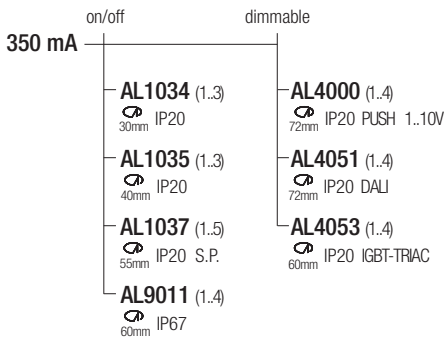 on/off
dimmable
350 mA
AL1034 (1..3)
30mm IP20
AL1035 (1..3)
40mm IP20
AL1037 (1..5)
55mm IP20 S.P.
AL9011 (1..4)
60mm IP67
AL4000 (1..4)
72mm IP20 PUSH 1..10V
AL4051 (1..4)
72mm IP20 DALI
AL4053 (1..4)
60mm IP20 IGBT-TRIAC